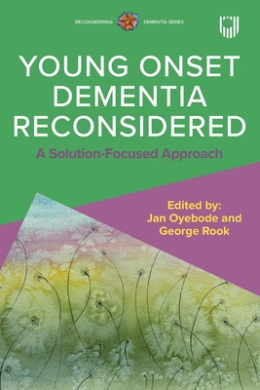 RECONSIDERING DEMENTIA SERIES
YOUNG ONSET
DEMENTIA
RECONSIDERED
A Solution-Focused Approach
Edited by:
Jan Oyebode and
George Rook